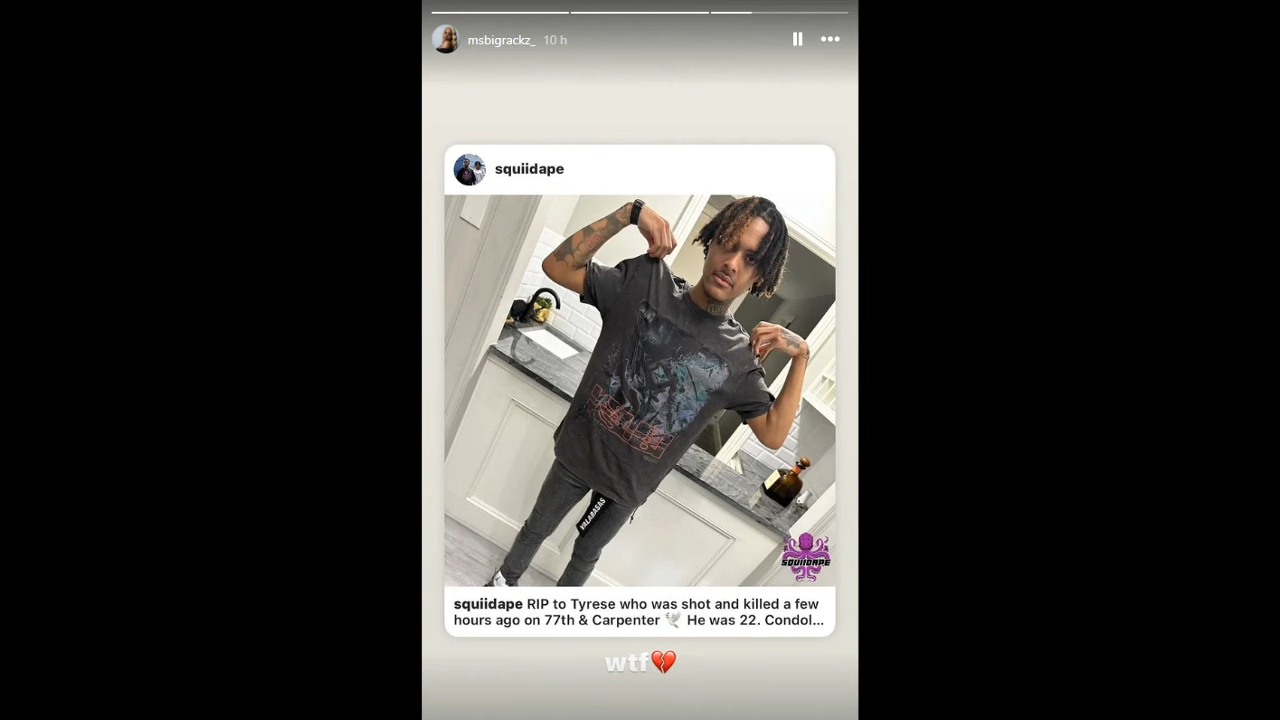 msbigrackz_ 10 h
squiidape
VALABASAS
SQUIIDAPE
squiidape RIP to Tyrese who was shot and killed a few
hours ago on 77th & Carpenter 🕊️ He was 22. Condol...
wtf💔